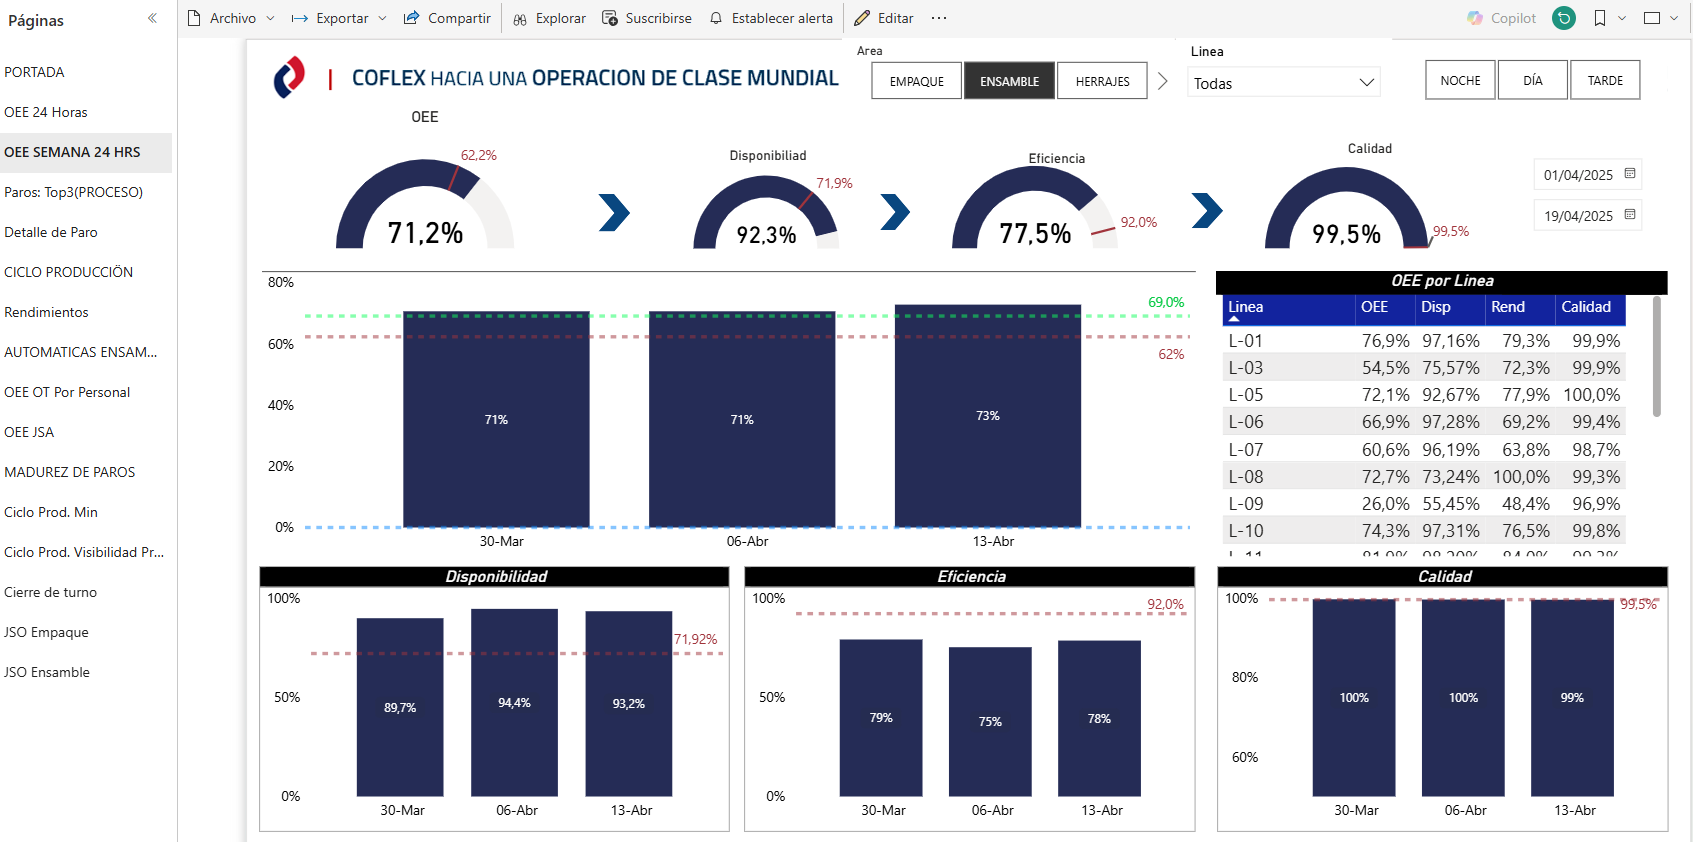 Páginas
PORTADA
OEE 24 Horas
OEE SEMANA 24 HRS
Paros: Top3(PROCESO)
Detalle de Paro
CICLO PRODUCCIÖN
Rendimientos
AUTOMATICAS ENSAM...
OEE OT Por Personal
OEE JSA
MADUREZ DE PAROS
Ciclo Prod. Min
Ciclo Prod. Visibilidad Pr...
Cierre de turno
JSO Empaque
JSO Ensamble
Archivo Exportar Compartir Explorar Suscribirse Establecer alerta Editar ... Copilot
COFLEX HACIA UNA OPERACION DE CLASE MUNDIAL
Area
EMPAQUE ENSAMBLE HERRAJES
Linea
Todas
NOCHE DÍA TARDE
OEE
62,2%
71,2%
Disponibiliad
71,9%
92,3%
Eficiencia
92,0%
77,5%
Calidad
99,5%
99,5%
01/04/2025
19/04/2025
80%
60%
40%
20%
0%
69,0%
62%
71% 71% 73%
30-Mar 06-Abr 13-Abr
OEE por Linea
Linea OEE Disp Rend Calidad
L-01 76,9% 97,16% 79,3% 99,9%
L-03 54,5% 75,57% 72,3% 99,9%
L-05 72,1% 92,67% 77,9% 100,0%
L-06 66,9% 97,28% 69,2% 99,4%
L-07 60,6% 96,19% 63,8% 98,7%
L-08 72,7% 73,24% 100,0% 99,3%
L-09 26,0% 55,45% 48,4% 96,9%
L-10 74,3% 97,31% 76,5% 99,8%
Disponibilidad
100%
50%
0%
71,92%
89,7% 94,4% 93,2%
30-Mar 06-Abr 13-Abr
Eficiencia
100%
50%
0%
92,0%
79% 75% 78%
30-Mar 06-Abr 13-Abr
Calidad
100%
80%
60%
99,5%
100% 100% 99%
30-Mar 06-Abr 13-Abr